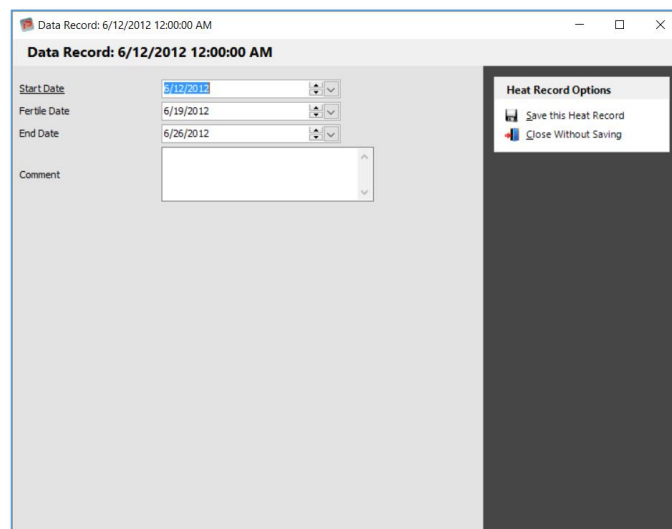 Data Record: 6/12/2012 12:00:00 AM
Data Record: 6/12/2012 12:00:00 AM
Start Date 6/12/2012
Fertile Date 6/19/2012
End Date 6/26/2012
Comment
Heat Record Options
Save this Heat Record
Close Without Saving